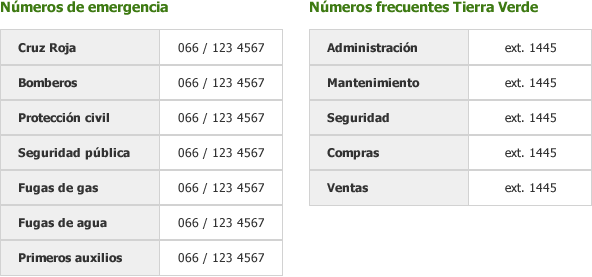 Números de emergencia
Cruz Roja 066 / 123 4567
Bomberos 066 / 123 4567
Protección civil 066 / 123 4567
Seguridad pública 066 / 123 4567
Fugas de gas 066 / 123 4567
Fugas de agua 066 / 123 4567
Primeros auxilios 066 / 123 4567
Números frecuentes Tierra Verde
Administración ext. 1445
Mantenimiento ext. 1445
Seguridad ext. 1445
Compras ext. 1445
Ventas ext. 1445